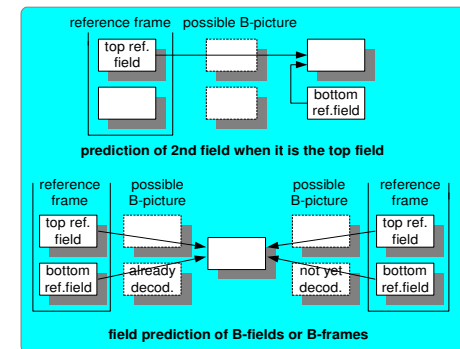 reference frame
possible B-picture
top ref.
field
bottom
ref.field
prediction of 2nd field when it is the top field
reference
frame
possible
B-picture
possible
B-picture
reference
frame
top ref.
field
top ref.
field
bottom
ref.field
already
decod.
not yet
decod.
bottom
ref.field
field prediction of B-fields or B-frames